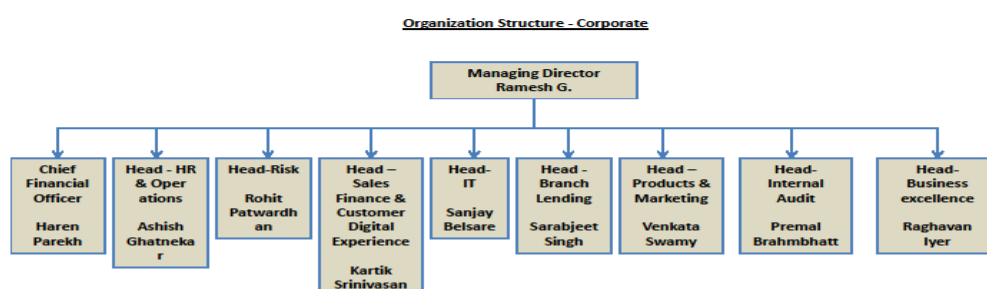 Organization Structure - Corporate
Managing Director
Ramesh G.
Chief
Financial
Officer
Haren
Parekh
Head - HR
& Oper
ations
Ashish
Ghatneka
r
Head-Risk
Rohit
Patwardh
an
Head –
Sales
Finance &
Customer
Digital
Experience
Kartik
Srinivasan
Head-
IT
Sanjay
Belsare
Head -
Branch
Lending
Sarabjeet
Singh
Head –
Products &
Marketing
Venkata
Swamy
Head-
Internal
Audit
Premal
Brahmbhatt
Head-
Business
excellence
Raghavan
Iyer